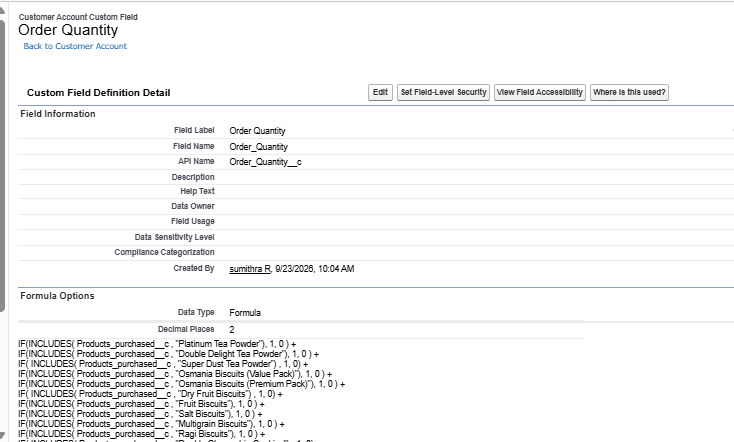 Customer Account Custom Field
Order Quantity
Back to Customer Account
Custom Field Definition Detail
Edit Set Field-Level Security View Field Accessibility Where is this used?
Field Information
Field Label Order Quantity
Field Name Order_Quantity
API Name Order_Quantity__c
Description
Help Text
Data Owner
Field Usage
Data Sensitivity Level
Compliance Categorization
Created By sumithra R, 9/23/2026, 10:04 AM
Formula Options
Data Type Formula
Decimal Places 2
IF(INCLUDES( Products_purchased__c , "Platinum Tea Powder"), 1, 0 ) +
IF(INCLUDES( Products_purchased__c , "Double Delight Tea Powder"), 1, 0 ) +
IF( INCLUDES( Products_purchased__c , "Super Dust Tea Powder") , 1, 0) +
IF(INCLUDES( Products_purchased__c , "Osmania Biscuits (Value Pack)"), 1, 0 ) +
IF(INCLUDES( Products_purchased__c , "Osmania Biscuits (Premium Pack)"), 1, 0 ) +
IF( INCLUDES( Products_purchased__c , "Dry Fruit Biscuits") , 1, 0) +
IF(INCLUDES( Products_purchased__c , "Fruit Biscuits"), 1, 0 ) +
IF(INCLUDES( Products_purchased__c , "Salt Biscuits"), 1, 0 ) +
IF(INCLUDES( Products_purchased__c , "Multigrain Biscuits"), 1, 0 ) +
IF(INCLUDES( Products_purchased__c , "Ragi Biscuits"), 1, 0 ) +